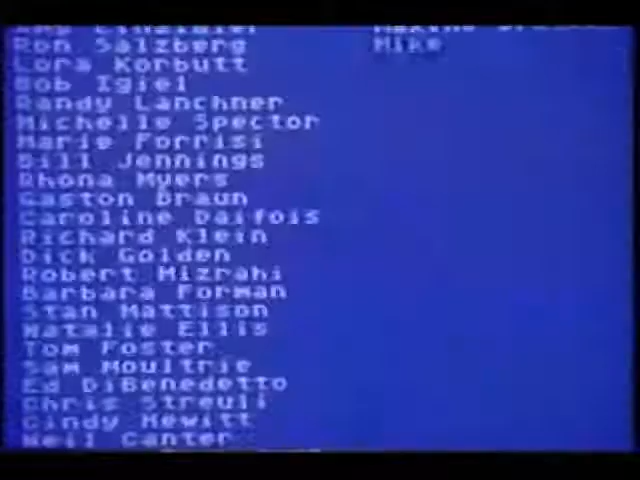 Ron Salzberg
Mike
Lora Korbutt
Bob Igiel
Randy Lanchner
Michelle Spector
Marie Forrisi
Bill Jennings
Rhona Myers
Gaston Braun
Caroline Daifois
Richard Klein
Dick Golden
Robert Mizrahi
Barbara Forman
Stan Mattison
Natalie Ellis
Tom Foster
Sam Moultrie
Ed DiBenedetto
Chris Streuli
Cindy Hewitt
Neil Canter